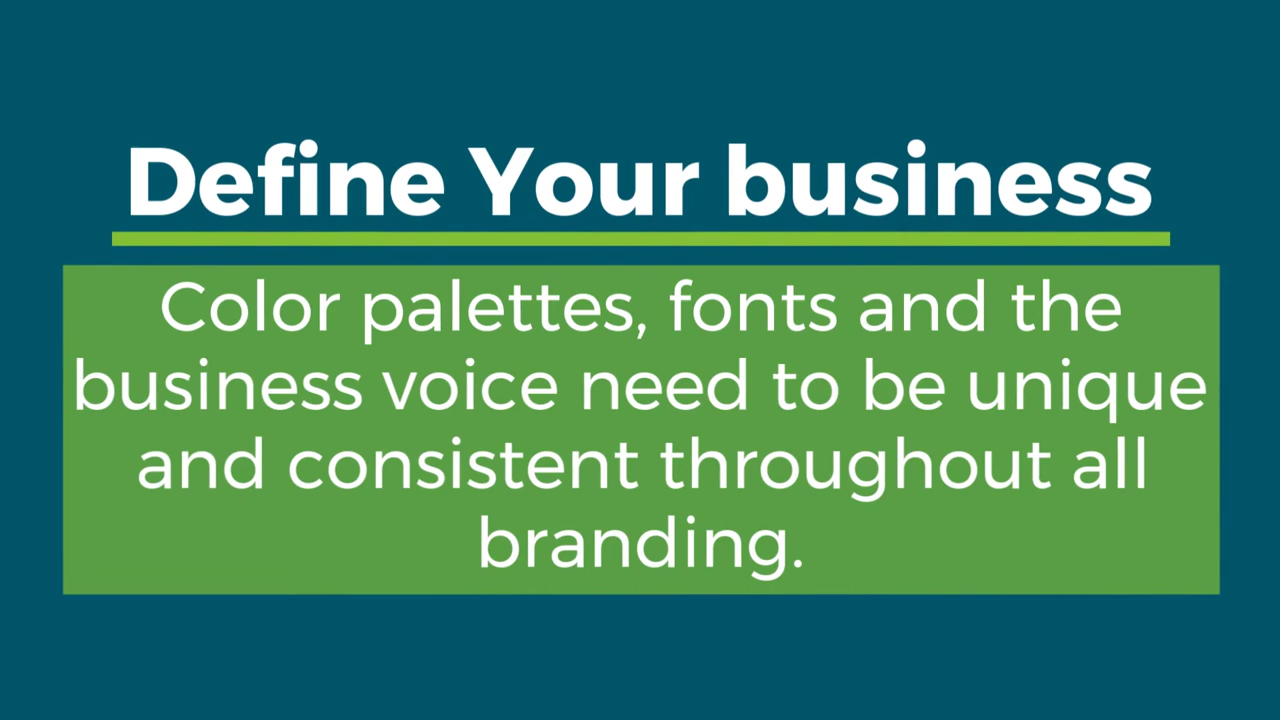 Define Your business
Color palettes, fonts and the
business voice need to be unique
and consistent throughout all
branding.